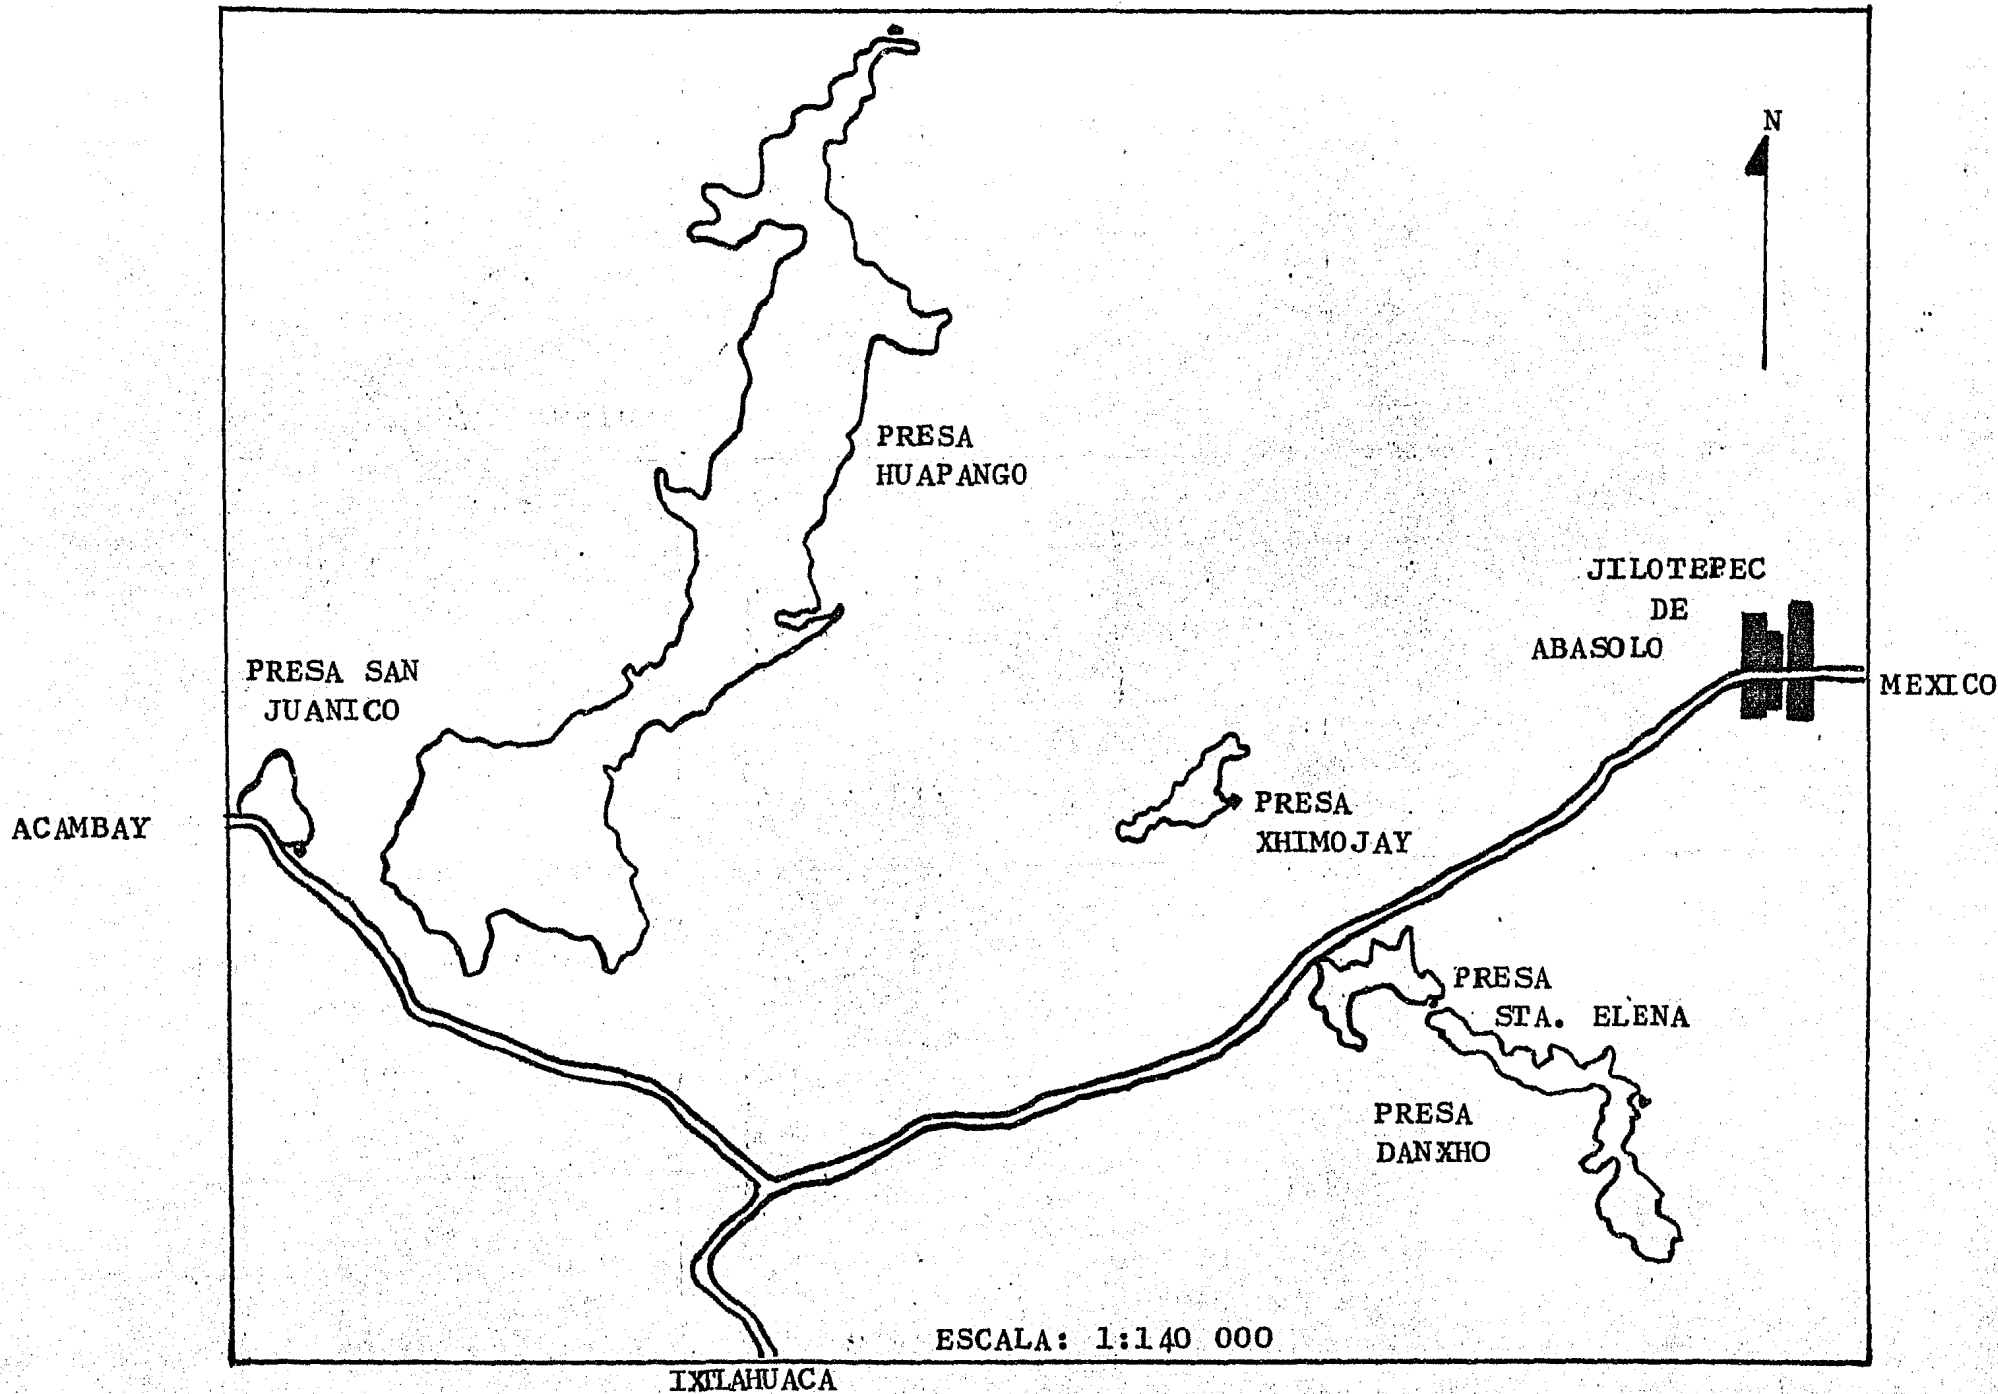 N
PRESA
HUAPANGO
JILOTEPEC
DE
ABASOLO
MEXICO
PRESA SAN
JUANICO
ACAMBAY
PRESA
XHIMOJAY
PRESA
STA. ELENA
PRESA
DANXHO
ESCALA: 1:140 000
IXTLAHUACA